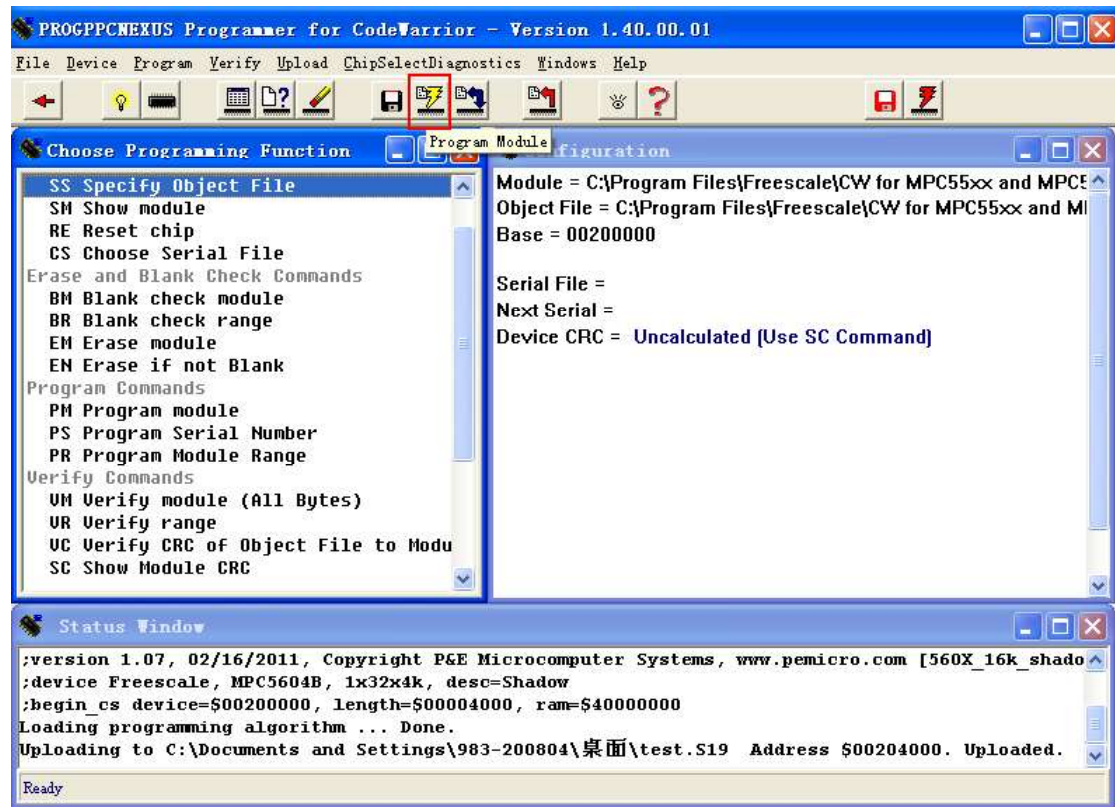 PROGPPCNEXUS Programmer for CodeWarrior - Version 1.40.00.01
File Device Program Verify Upload ChipSelectDiagnostics Windows Help
Program Module
Choose Programming Function
SS Specify Object File
SM Show module
RE Reset chip
CS Choose Serial File
Erase and Blank Check Commands
BM Blank check module
BR Blank check range
EM Erase module
EN Erase if not Blank
Program Commands
PM Program module
PS Program Serial Number
PR Program Module Range
Verify Commands
VM Verify module (All Bytes)
VR Verify range
VC Verify CRC of Object File to Modu
SC Show Module CRC
figuration
Module = C:\Program Files\Freescale\CW for MPC55xx and MPC5
Object File = C:\Program Files\Freescale\CW for MPC55xx and
Base = 00200000
Serial File =
Next Serial =
Device CRC = Uncalculated (Use SC Command)
Status Window
;version 1.07, 02/16/2011, Copyright P&E Microcomputer Systems, www.pemicro.com [560X_16k_shado
;device Freescale, MPC5604B, 1x32x4k, desc=Shadow
;begin_cs device=$00200000, length=$00004000, ram=$40000000
Loading programming algorithm ... Done.
Uploading to C:\Documents and Settings\983-200804\桌面\test.S19 Address $00204000. Uploaded.
Ready